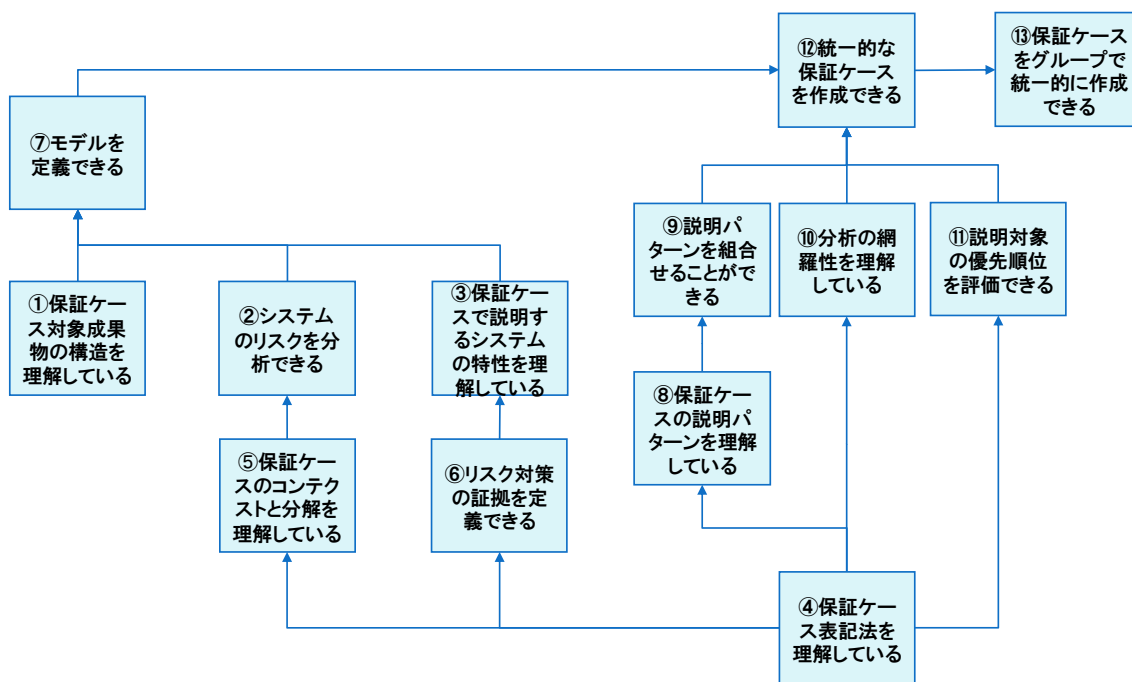 ⑫統一的な
保証ケース
を作成できる
⑬保証ケース
をグループで
統一的に作成
できる
⑦モデルを
定義できる
⑨説明パ
ターンを組合
せることがで
きる
⑩分析の網
羅性を理解
している
⑪説明対象
の優先順位
を評価できる
①保証ケー
ス対象成果
物の構造を
理解している
②システム
のリスクを分
析できる
③保証ケー
スで説明す
るシステム
の特性を理
解している
⑧保証ケー
スの説明パ
ターンを理解
している
⑤保証ケー
スのコンテク
ストと分解を
理解している
⑥リスク対策
の証拠を定
義できる
④保証ケー
ス表記法を
理解している